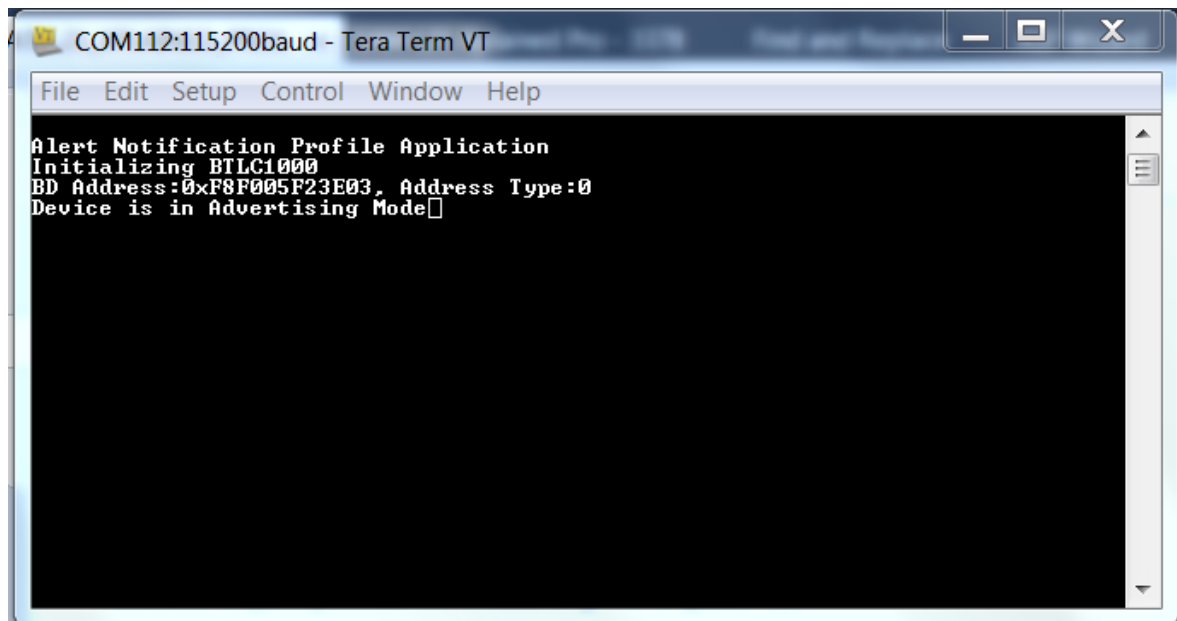 COM112:115200baud - Tera Term VT
File Edit Setup Control Window Help
Alert Notification Profile Application
Initializing BTLC1000
BD Address:0xF8F005F23E03, Address Type:0
Device is in Advertising Mode